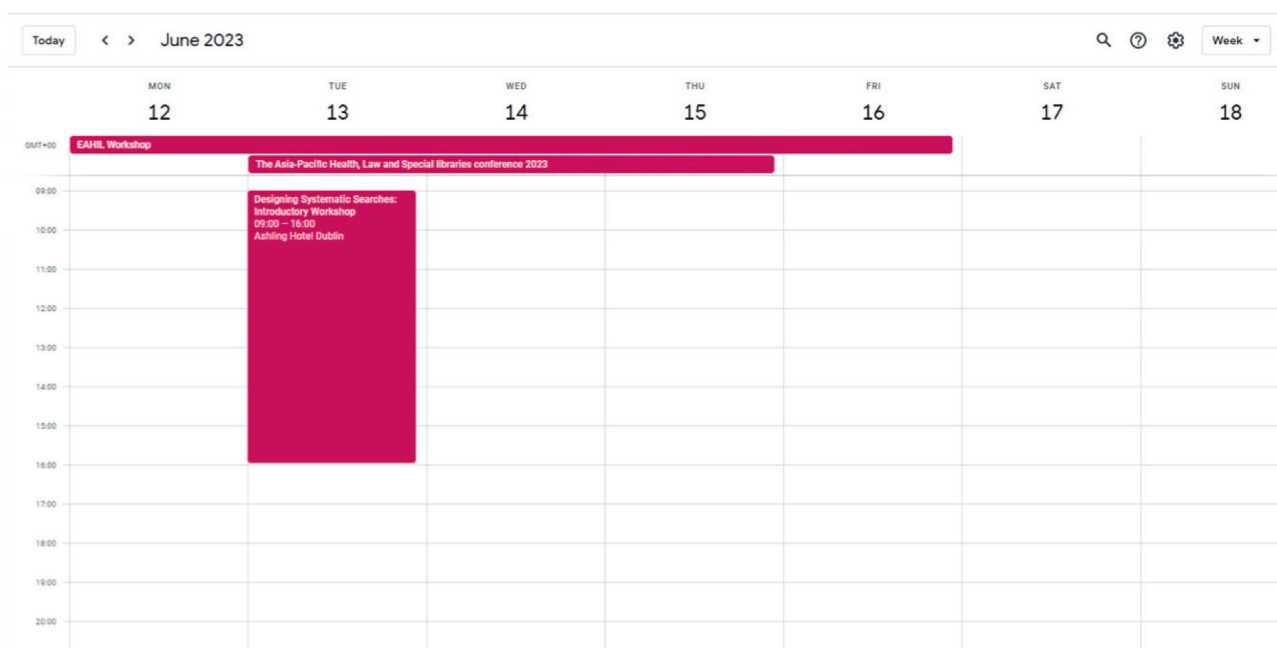 Today June 2023 Week
MON TUE WED THU FRI SAT SUN
12 13 14 15 16 17 18
GMT+00 EAHIL Workshop
The Asia-Pacific Health, Law and Special libraries conference 2023
09:00
Designing Systematic Searches:
Introductory Workshop
09:00 – 16:00
Ashling Hotel Dublin
10:00
11:00
12:00
13:00
14:00
15:00
16:00
17:00
18:00
19:00
20:00